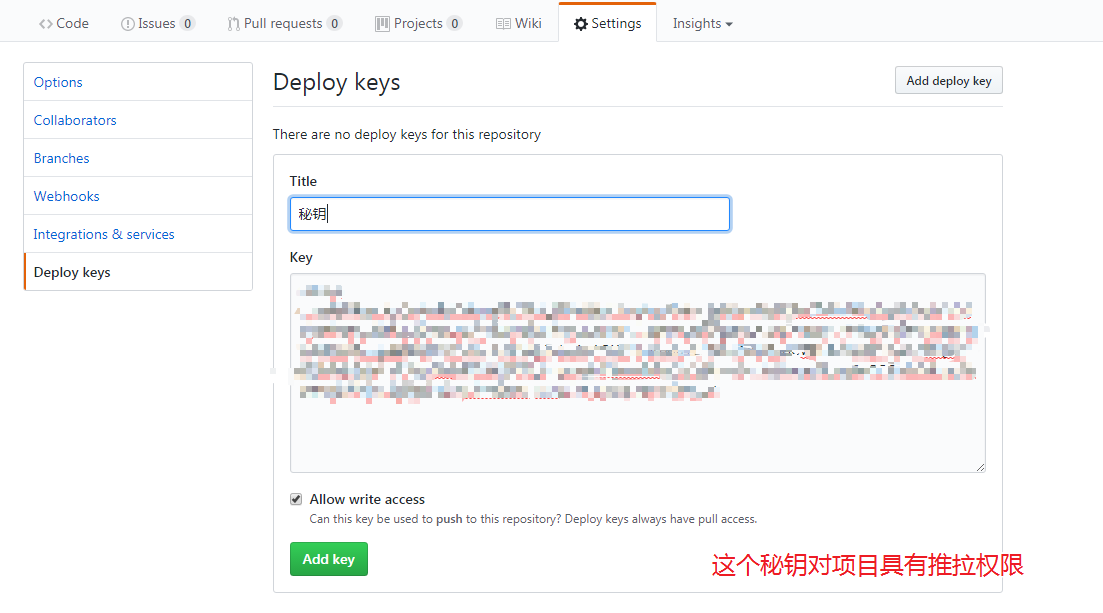 Code Issues 0 Pull requests 0 Projects 0 Wiki Settings Insights
Options
Collaborators
Branches
Webhooks
Integrations & services
Deploy keys
Deploy keys
Add deploy key
There are no deploy keys for this repository
Title
秘钥
Key
Allow write access
Can this key be used to push to this repository? Deploy keys always have pull access.
Add key
这个秘钥对项目具有推拉权限